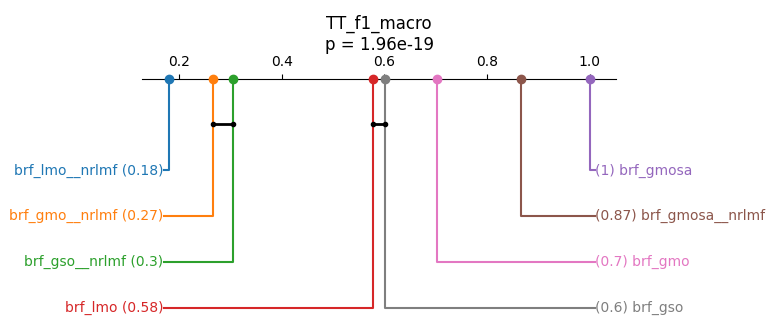 TT_f1_macro
p = 1.96e-19
0.2 0.4 0.6 0.8 1.0
brf_lmo__nrlmf (0.18)
(1) brf_gmosa
brf_gmo__nrlmf (0.27)
(0.87) brf_gmosa__nrlmf
brf_gso__nrlmf (0.3)
(0.7) brf_gmo
brf_lmo (0.58)
(0.6) brf_gso